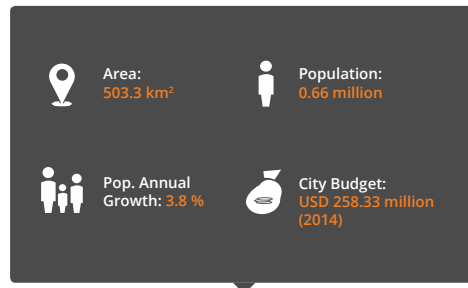 Area:
503.3 km²
Population:
0.66 million
Pop. Annual
Growth: 3.8 %
City Budget:
USD 258.33 million
(2014)